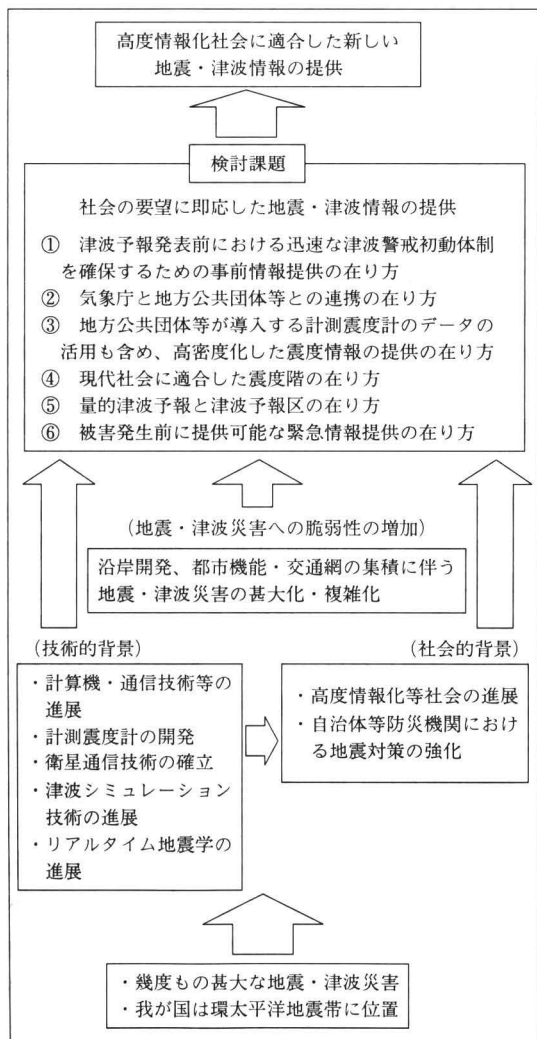 高度情報化社会に適合した新しい
地震・津波情報の提供
検討課題
社会の要望に即応した地震・津波情報の提供
① 津波予報発表前における迅速な津波警戒初動体制
を確保するための事前情報提供の在り方
② 気象庁と地方公共団体等との連携の在り方
③ 地方公共団体等が導入する計測震度計のデータの
活用も含め、高密度化した震度情報の提供の在り方
④ 現代社会に適合した震度階の在り方
⑤ 量的津波予報と津波予報区の在り方
⑥ 被害発生前に提供可能な緊急情報提供の在り方
(地震・津波災害への脆弱性の増加)
沿岸開発、都市機能・交通網の集積に伴う
地震・津波災害の甚大化・複雑化
(技術的背景)
・計算機・通信技術等の
進展
・計測震度計の開発
・衛星通信技術の確立
・津波シミュレーション
技術の進展
・リアルタイム地震学の
進展
(社会的背景)
・高度情報化等社会の進展
・自治体等防災機関におけ
る地震対策の強化
・幾度もの甚大な地震・津波災害
・我が国は環太平洋地震帯に位置